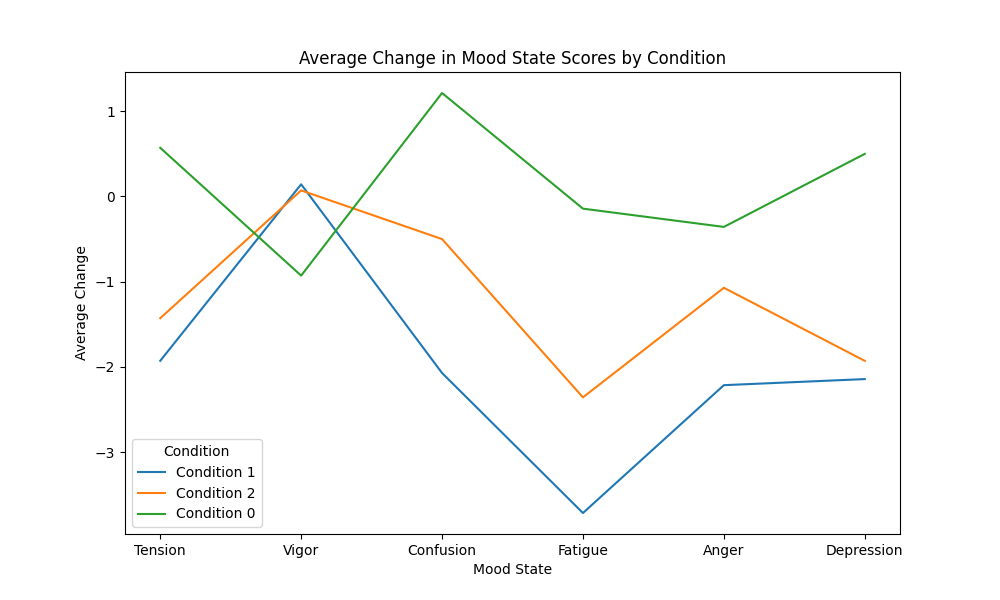 Average Change in Mood State Scores by Condition
Average Change
1
0
−1
−2
−3
Condition
Condition 1
Condition 2
Condition 0
Tension Vigor Confusion Fatigue Anger Depression
Mood State